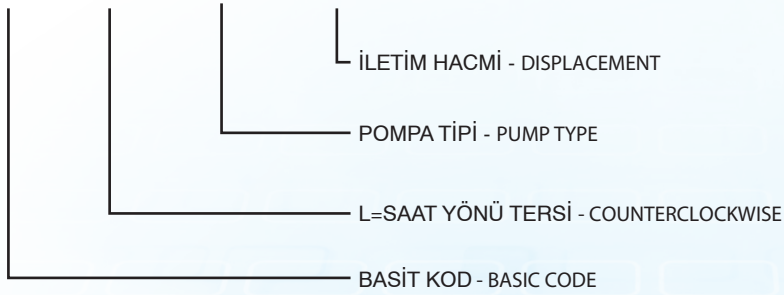 İLETİM HACMİ - DISPLACEMENT
POMPA TİPİ - PUMP TYPE
L=SAAT YÖNÜ TERSİ - COUNTERCLOCKWISE
BASİT KOD - BASIC CODE